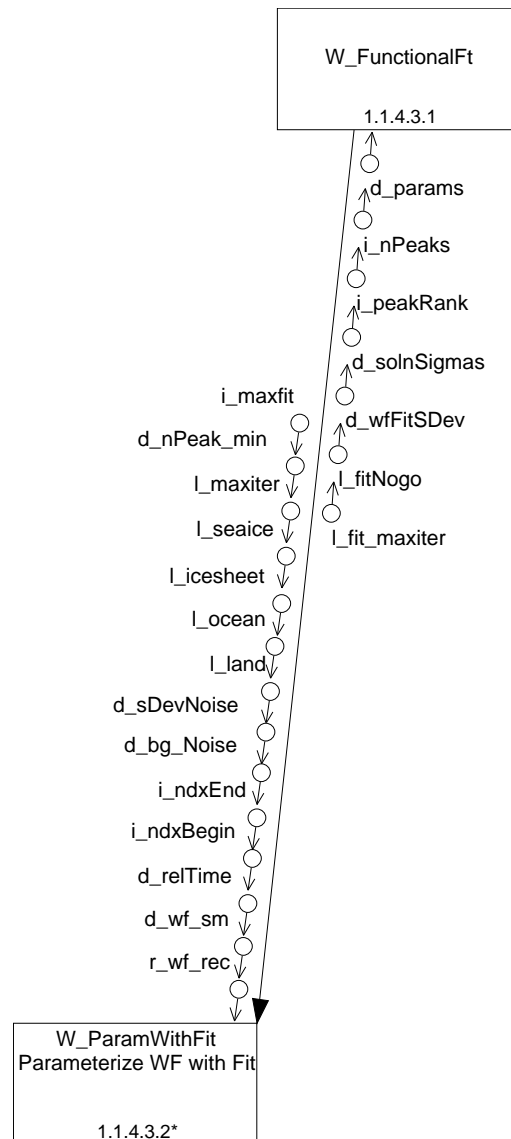 W_FunctionalFt
1.1.4.3.1
d_params
i_nPeaks
i_peakRank
d_solnSigmas
i_maxfit
d_wfFitSDev
d_nPeak_min
l_fitNogo
l_maxiter
l_seaice
l_fit_maxiter
l_icesheet
l_ocean
l_land
d_sDevNoise
d_bg_Noise
i_ndxEnd
i_ndxBegin
d_relTime
d_wf_sm
r_wf_rec
W_ParamWithFit
Parameterize WF with Fit
1.1.4.3.2*